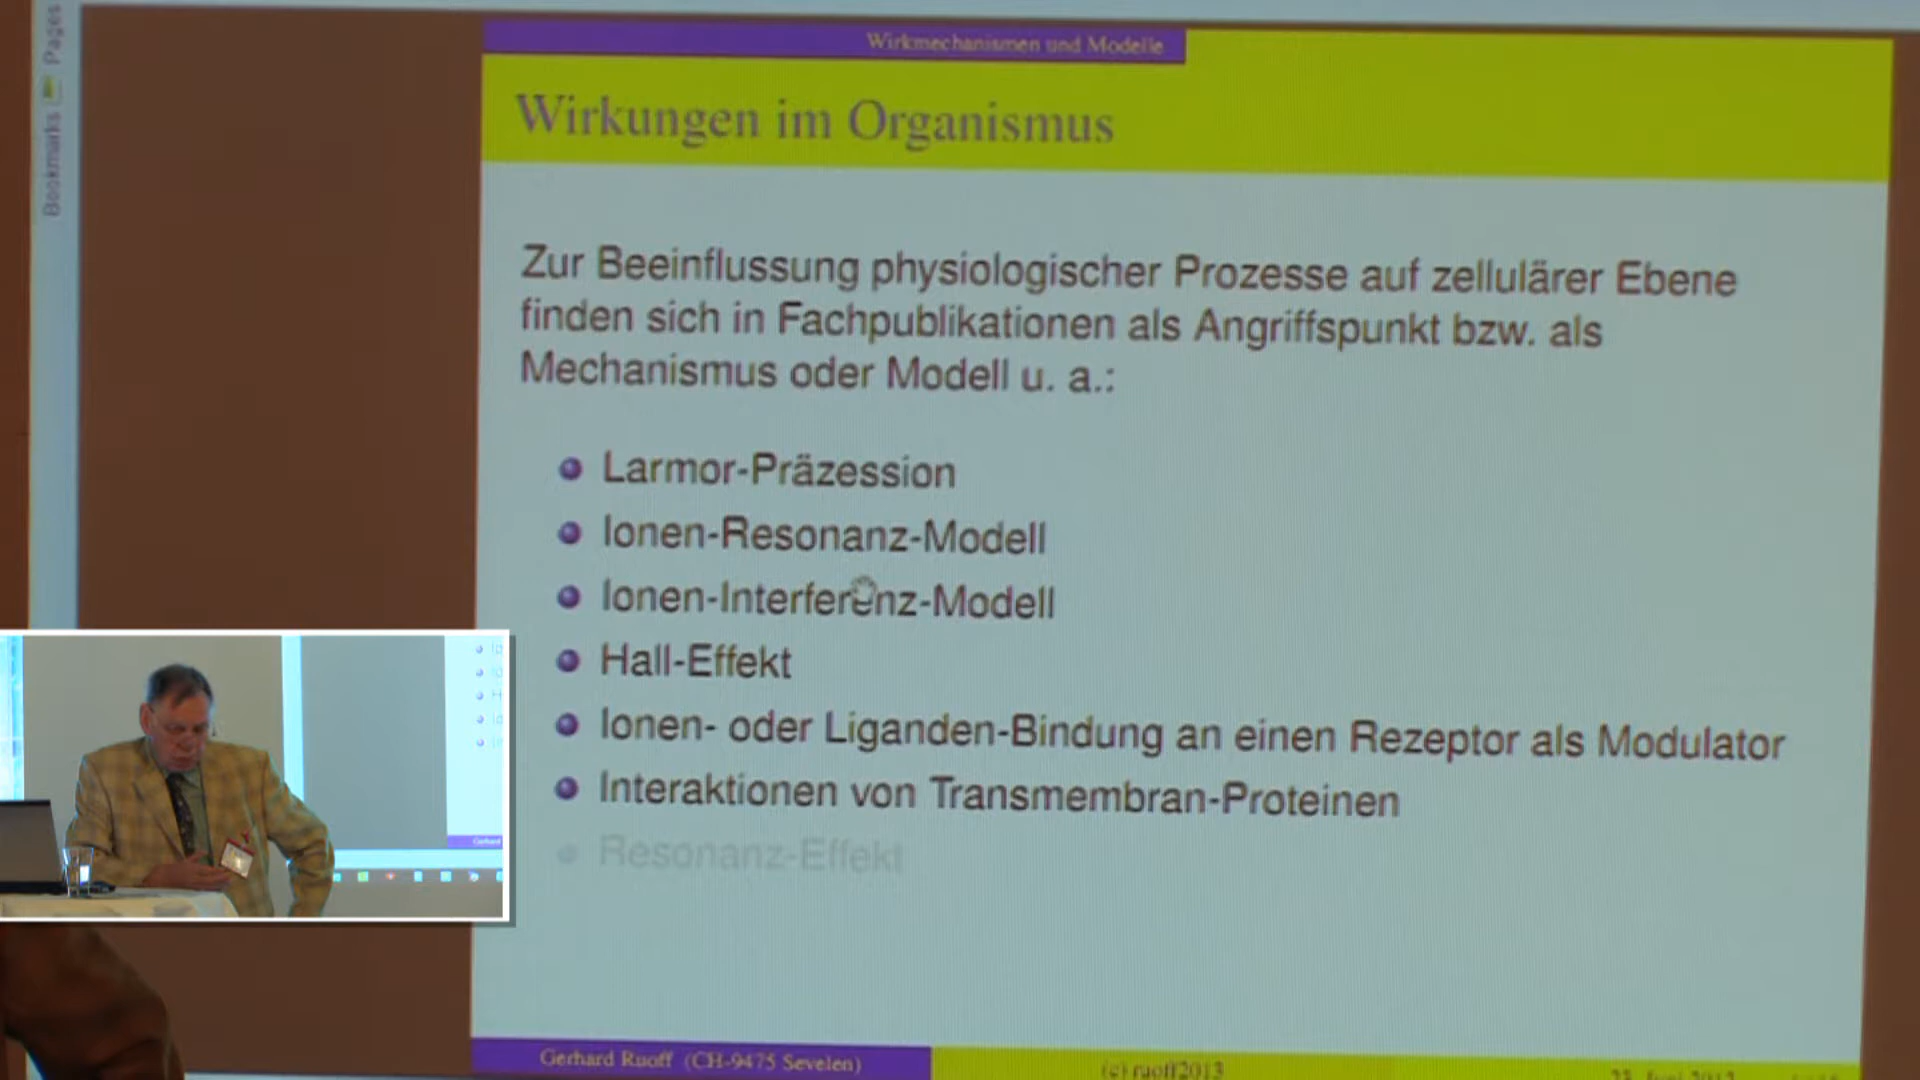 Pages
Bookmarks
Wirkmechanismen und Modelle
Wirkungen im Organismus
Zur Beeinflussung physiologischer Prozesse auf zellulärer Ebene
finden sich in Fachpublikationen als Angriffspunkt bzw. als
Mechanismus oder Modell u. a.:
Larmor-Präzession
Ionen-Resonanz-Modell
Ionen-Interferenz-Modell
Hall-Effekt
Ionen- oder Liganden-Bindung an einen Rezeptor als Modulator
Interaktionen von Transmembran-Proteinen
Resonanz-Effekt
Gerhard Ruoff (CH-9475 Sevelen)
(c) ruoff2013